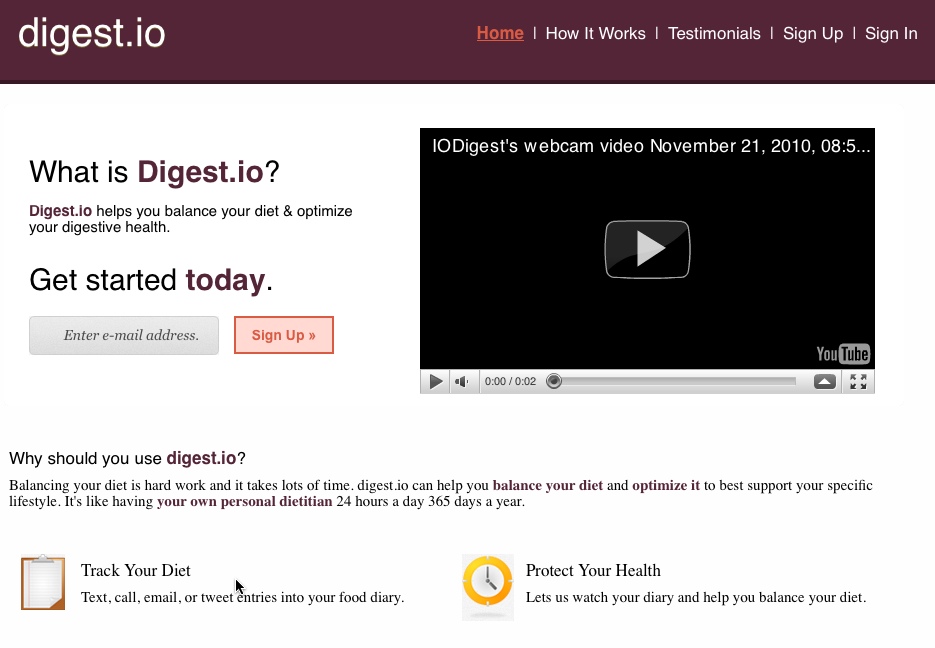 digest.io
Home | How It Works | Testimonials | Sign Up | Sign In
IODigest's webcam video November 21, 2010, 08:5...
What is Digest.io?
Digest.io helps you balance your diet & optimize
your digestive health.
Get started today.
Enter e-mail address.
Sign Up »
YouTube
0:00 / 0:02
Why should you use digest.io?
Balancing your diet is hard work and it takes lots of time. digest.io can help you balance your diet and optimize it to best support your specific
lifestyle. It's like having your own personal dietitian 24 hours a day 365 days a year.
Track Your Diet
Text, call, email, or tweet entries into your food diary.
Protect Your Health
Lets us watch your diary and help you balance your diet.